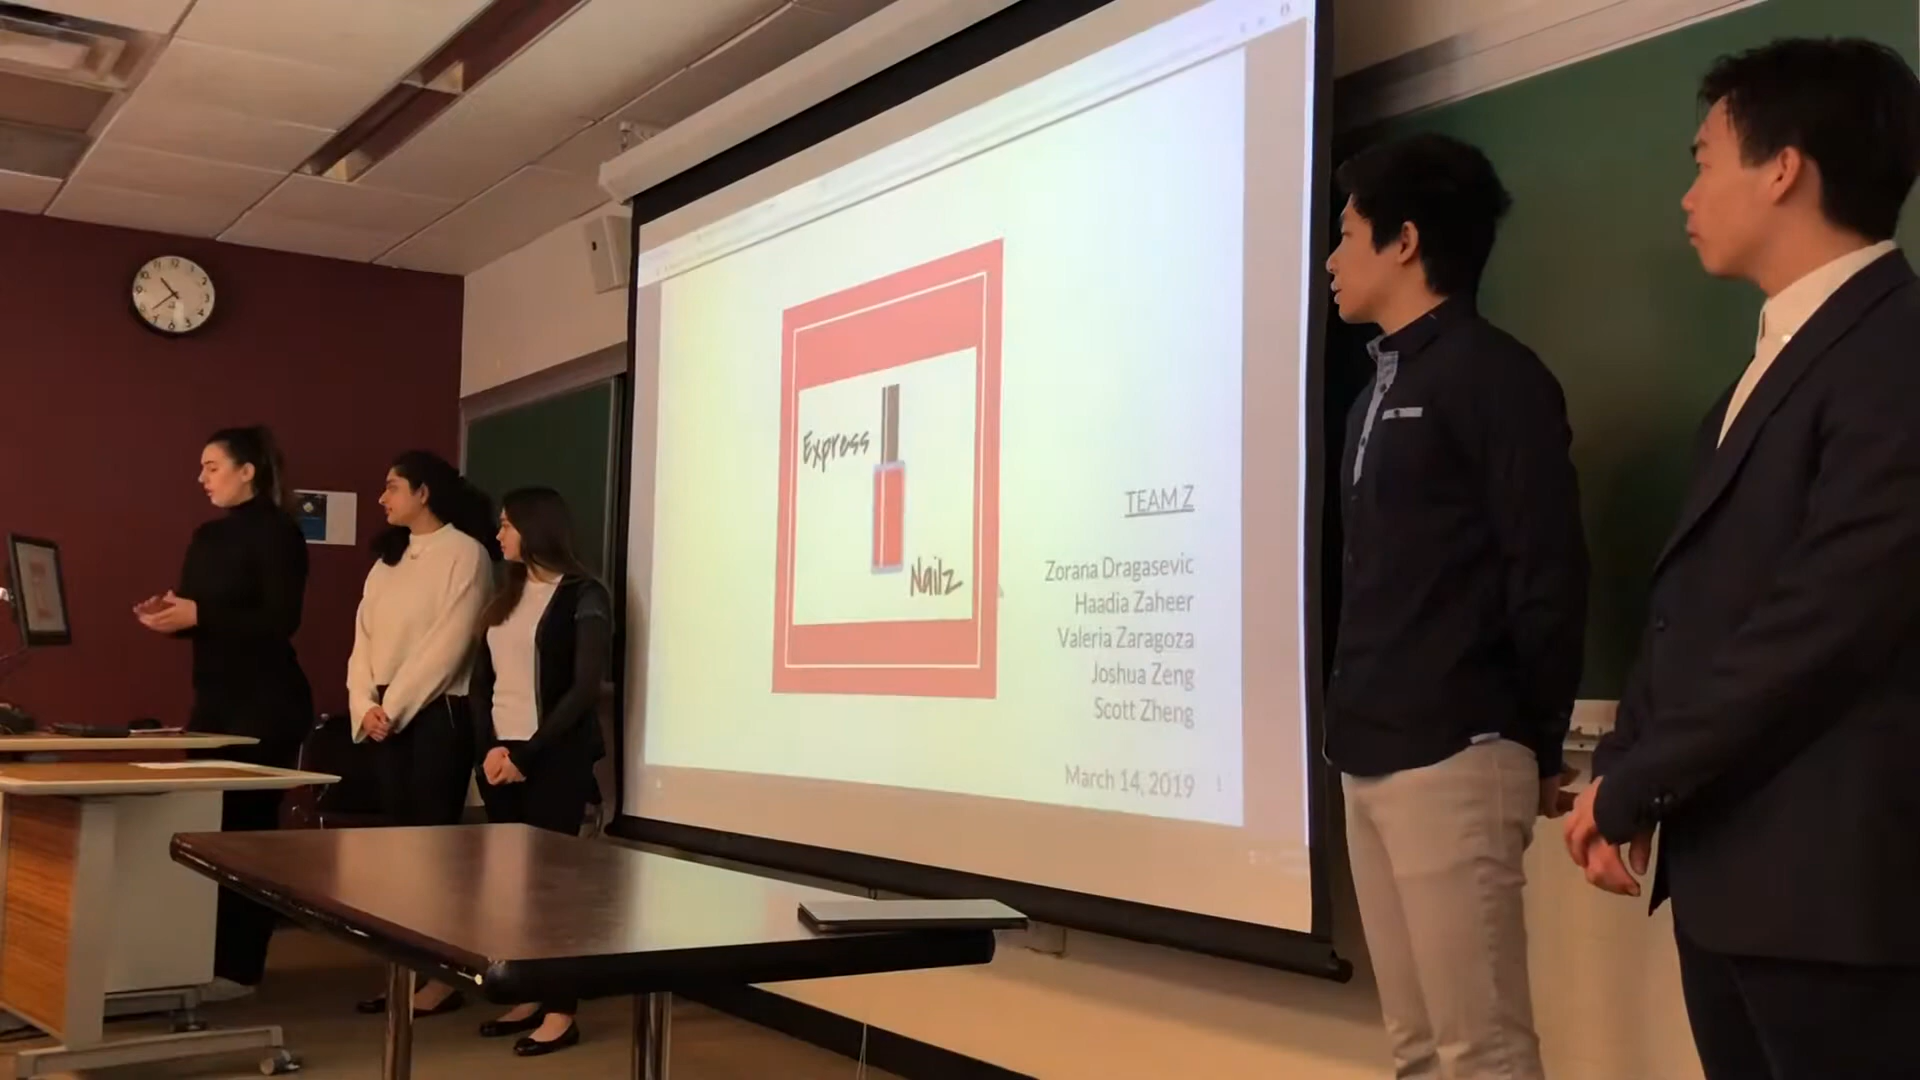 Express
Nailz
TEAM Z
Zorana Dragasevic
Haadia Zaheer
Valeria Zaragoza
Joshua Zeng
Scott Zheng
March 14, 2019
1